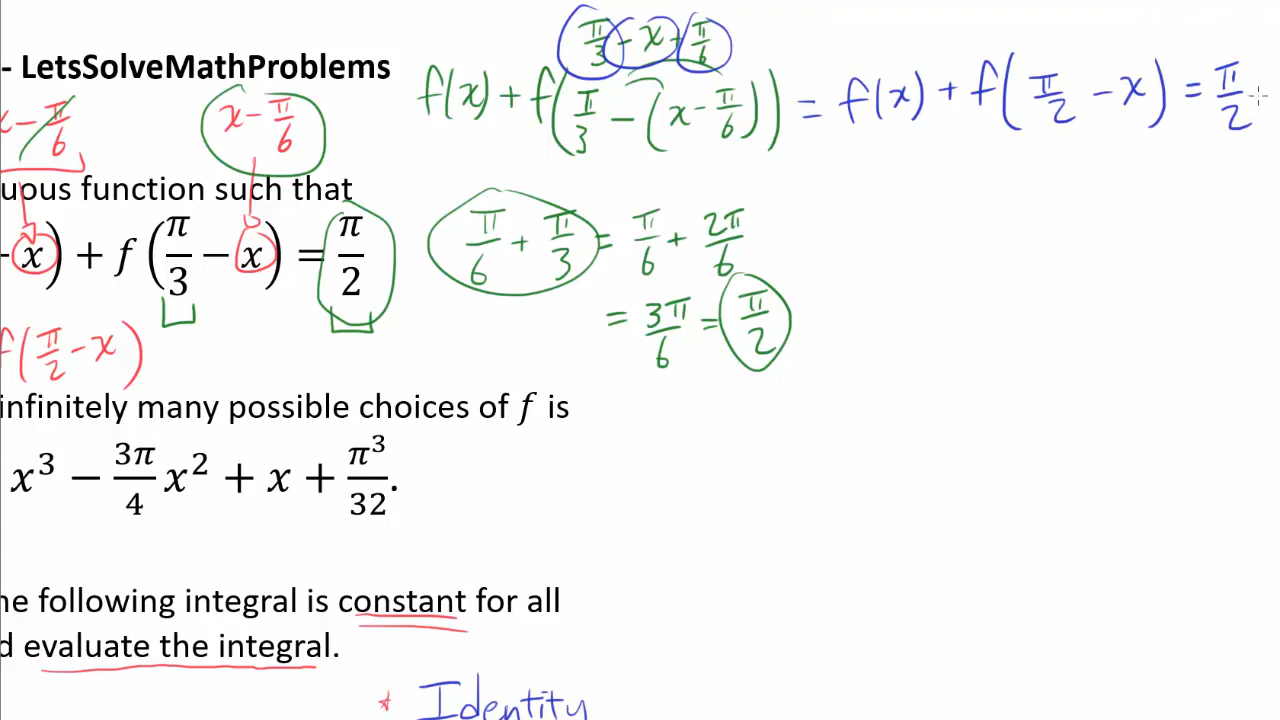 π/3 - x + π/6
- LetsSolveMathProblems
f(x) + f(π/3 - (x - π/6)) = f(x) + f(π/2 - x) = π/2
x - π/6 x - π/6
uous function such that
x) + f(π/3 - x) = π/2
π/6 + π/3 = π/6 + 2π/6
= 3π/6 = π/2
f(π/2 - x)
infinitely many possible choices of f is
x³ - 3π/4 x² + x + π³/32.
he following integral is constant for all
d evaluate the integral.
* Identity